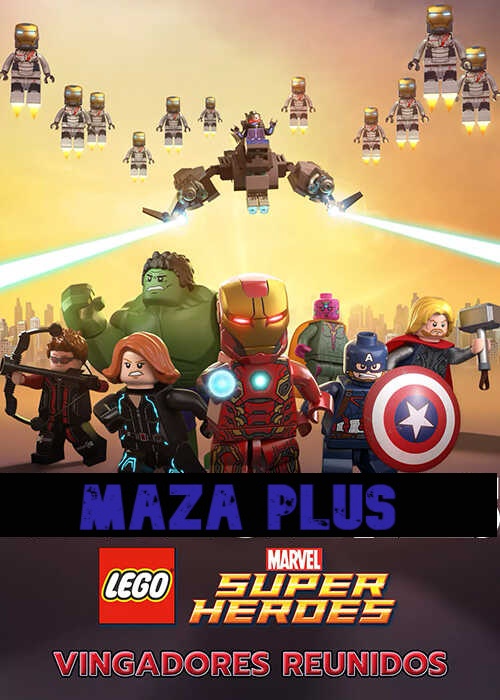 MAZA PLUS
LEGO
MARVEL
SUPER
HEROES
VINGADORES REUNIDOS